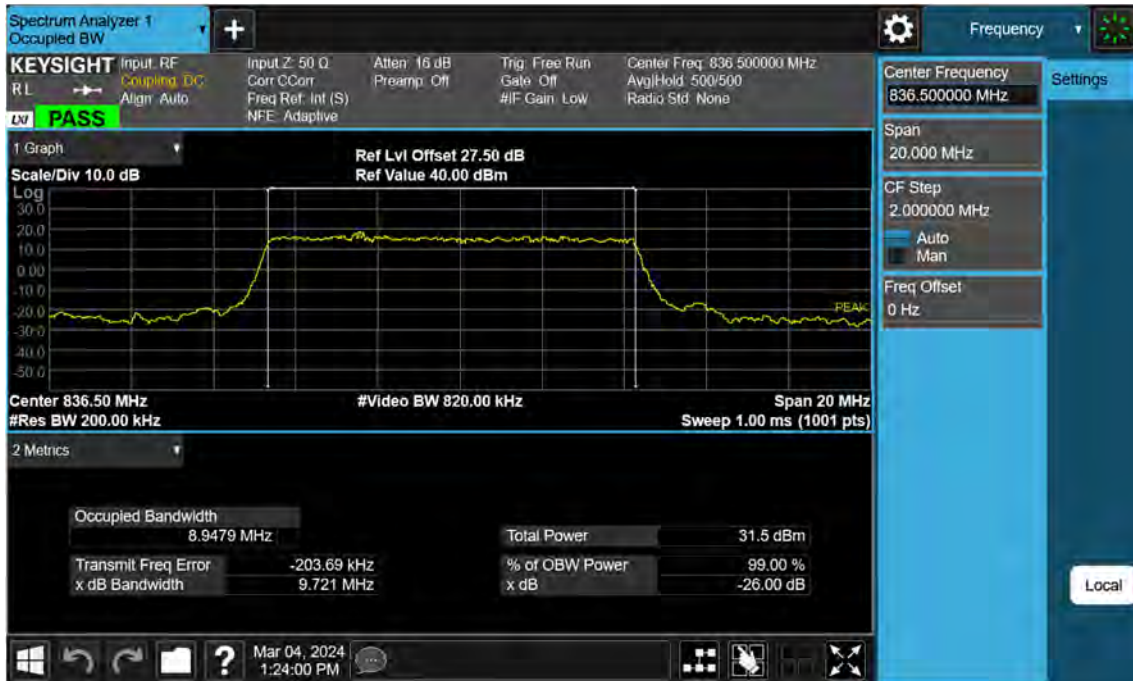 Spectrum Analyzer 1
Occupied BW
+
Frequency
KEYSIGHT
RL
LXI
PASS
Input: RF
Coupling: DC
Align: Auto
Input Z: 50 Ω
Corr CCorr
Freq Ref: Int (S)
NFE: Adaptive
Atten: 16 dB
Preamp: Off
Trig: Free Run
Gate: Off
#IF Gain: Low
Center Freq: 836.500000 MHz
Avg|Hold: 500/500
Radio Std: None
Center Frequency
836.500000 MHz
Settings
Span
20.000 MHz
CF Step
2.000000 MHz
Auto
Man
Freq Offset
0 Hz
1 Graph
Scale/Div 10.0 dB
Ref Lvl Offset 27.50 dB
Ref Value 40.00 dBm
Log
30.0
20.0
10.0
0.00
-10.0
-20.0
-30.0
-40.0
-50.0
PEAK
Center 836.50 MHz
#Video BW 820.00 kHz
Span 20 MHz
#Res BW 200.00 kHz
Sweep 1.00 ms (1001 pts)
2 Metrics
Occupied Bandwidth
8.9479 MHz
Total Power 31.5 dBm
Transmit Freq Error -203.69 kHz
% of OBW Power 99.00 %
x dB Bandwidth 9.721 MHz
x dB -26.00 dB
Local
?
Mar 04, 2024
1:24:00 PM